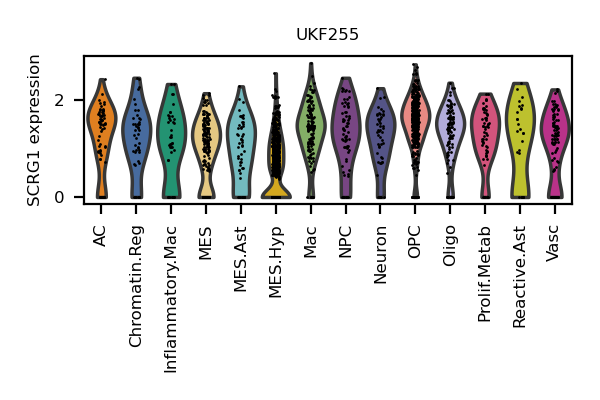 UKF255
SCRG1 expression
2
0
AC
Chromatin.Reg
Inflammatory.Mac
MES
MES.Ast
MES.Hyp
Mac
NPC
Neuron
OPC
Oligo
Prolif.Metab
Reactive.Ast
Vasc